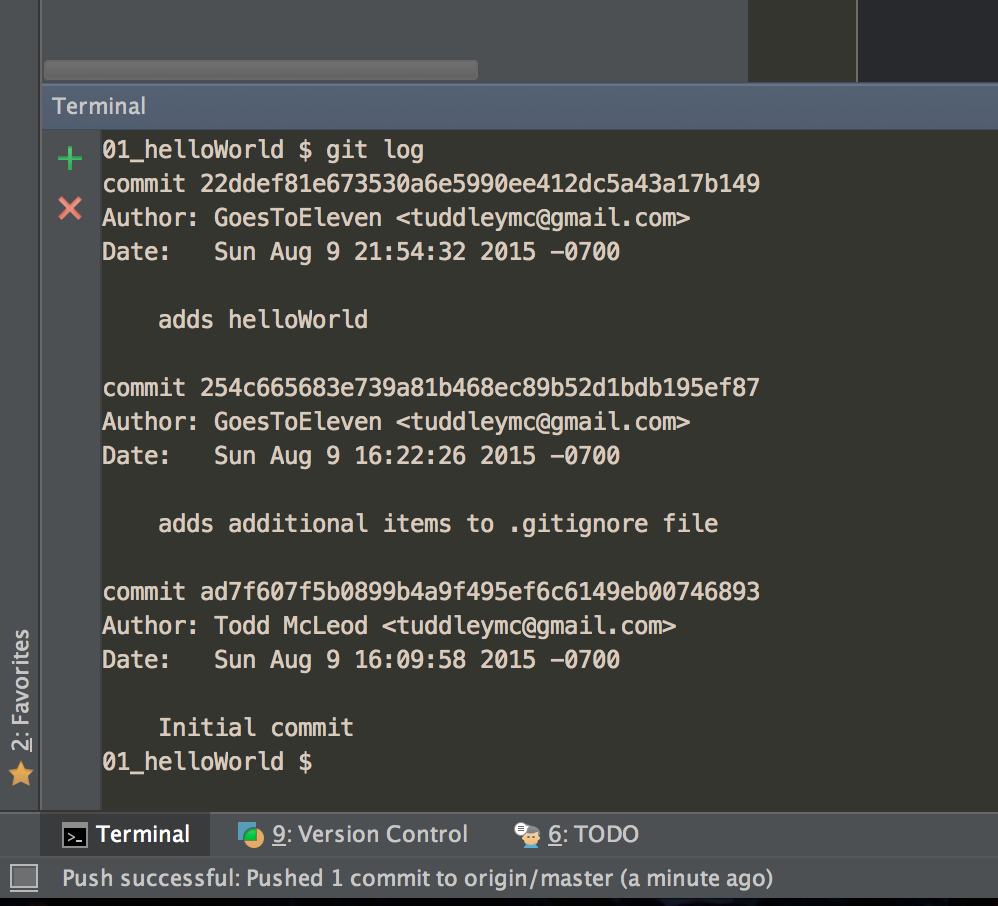 Terminal
01_helloWorld $ git log
commit 22ddef81e673530a6e5990ee412dc5a43a17b149
Author: GoesToEleven <tuddleymc@gmail.com>
Date:   Sun Aug 9 21:54:32 2015 -0700
    adds helloWorld
commit 254c665683e739a81b468ec89b52d1bdb195ef87
Author: GoesToEleven <tuddleymc@gmail.com>
Date:   Sun Aug 9 16:22:26 2015 -0700
    adds additional items to .gitignore file
commit ad7f607f5b0899b4a9f495ef6c6149eb00746893
Author: Todd McLeod <tuddleymc@gmail.com>
Date:   Sun Aug 9 16:09:58 2015 -0700
    Initial commit
01_helloWorld $
2: Favorites
Terminal
9: Version Control
6: TODO
Push successful: Pushed 1 commit to origin/master (a minute ago)